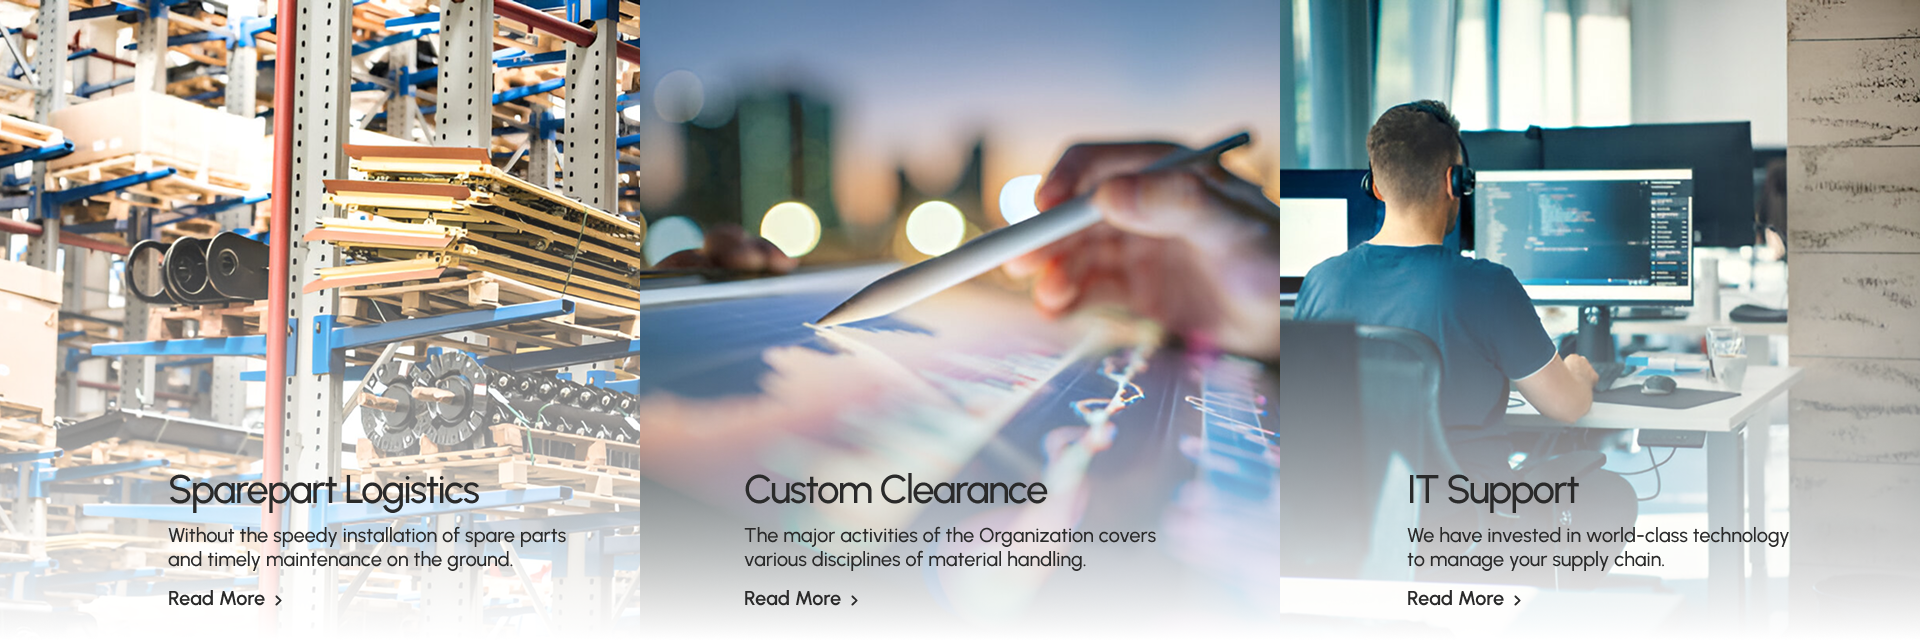 Sparepart Logistics
Without the speedy installation of spare parts
and timely maintenance on the ground.
Read More
Custom Clearance
The major activities of the Organization covers
various disciplines of material handling.
Read More
IT Support
We have invested in world-class technology
to manage your supply chain.
Read More